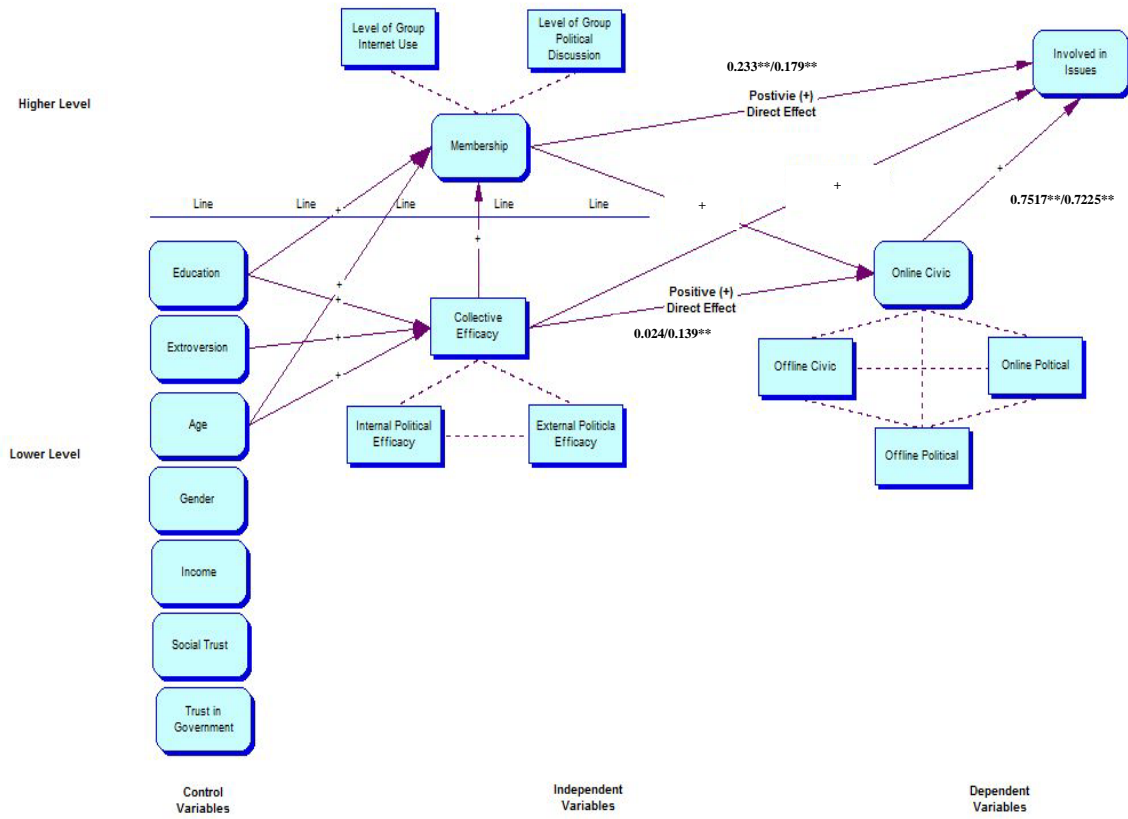 Level of Group
Internet Use
Level of Group
Political
Discussion
Involved in
Issues
0.233**/0.179**
Higher Level
Postivie (+)
Direct Effect
Membership
+
+
0.7517**/0.7225**
Line
Line
Line
Line
Line
+
+
+
Education
Online Civic
+
+
Positive (+)
Direct Effect
Collective
Efficacy
0.024/0.139**
Extroversion
+
Offline Civic
Online Poltical
+
Age
Internal Political
Efficacy
External Politicla
Efficacy
Lower Level
Offline Political
Gender
Income
Social Trust
Trust in
Government
Control
Variables
Independent
Variables
Dependent
Variables